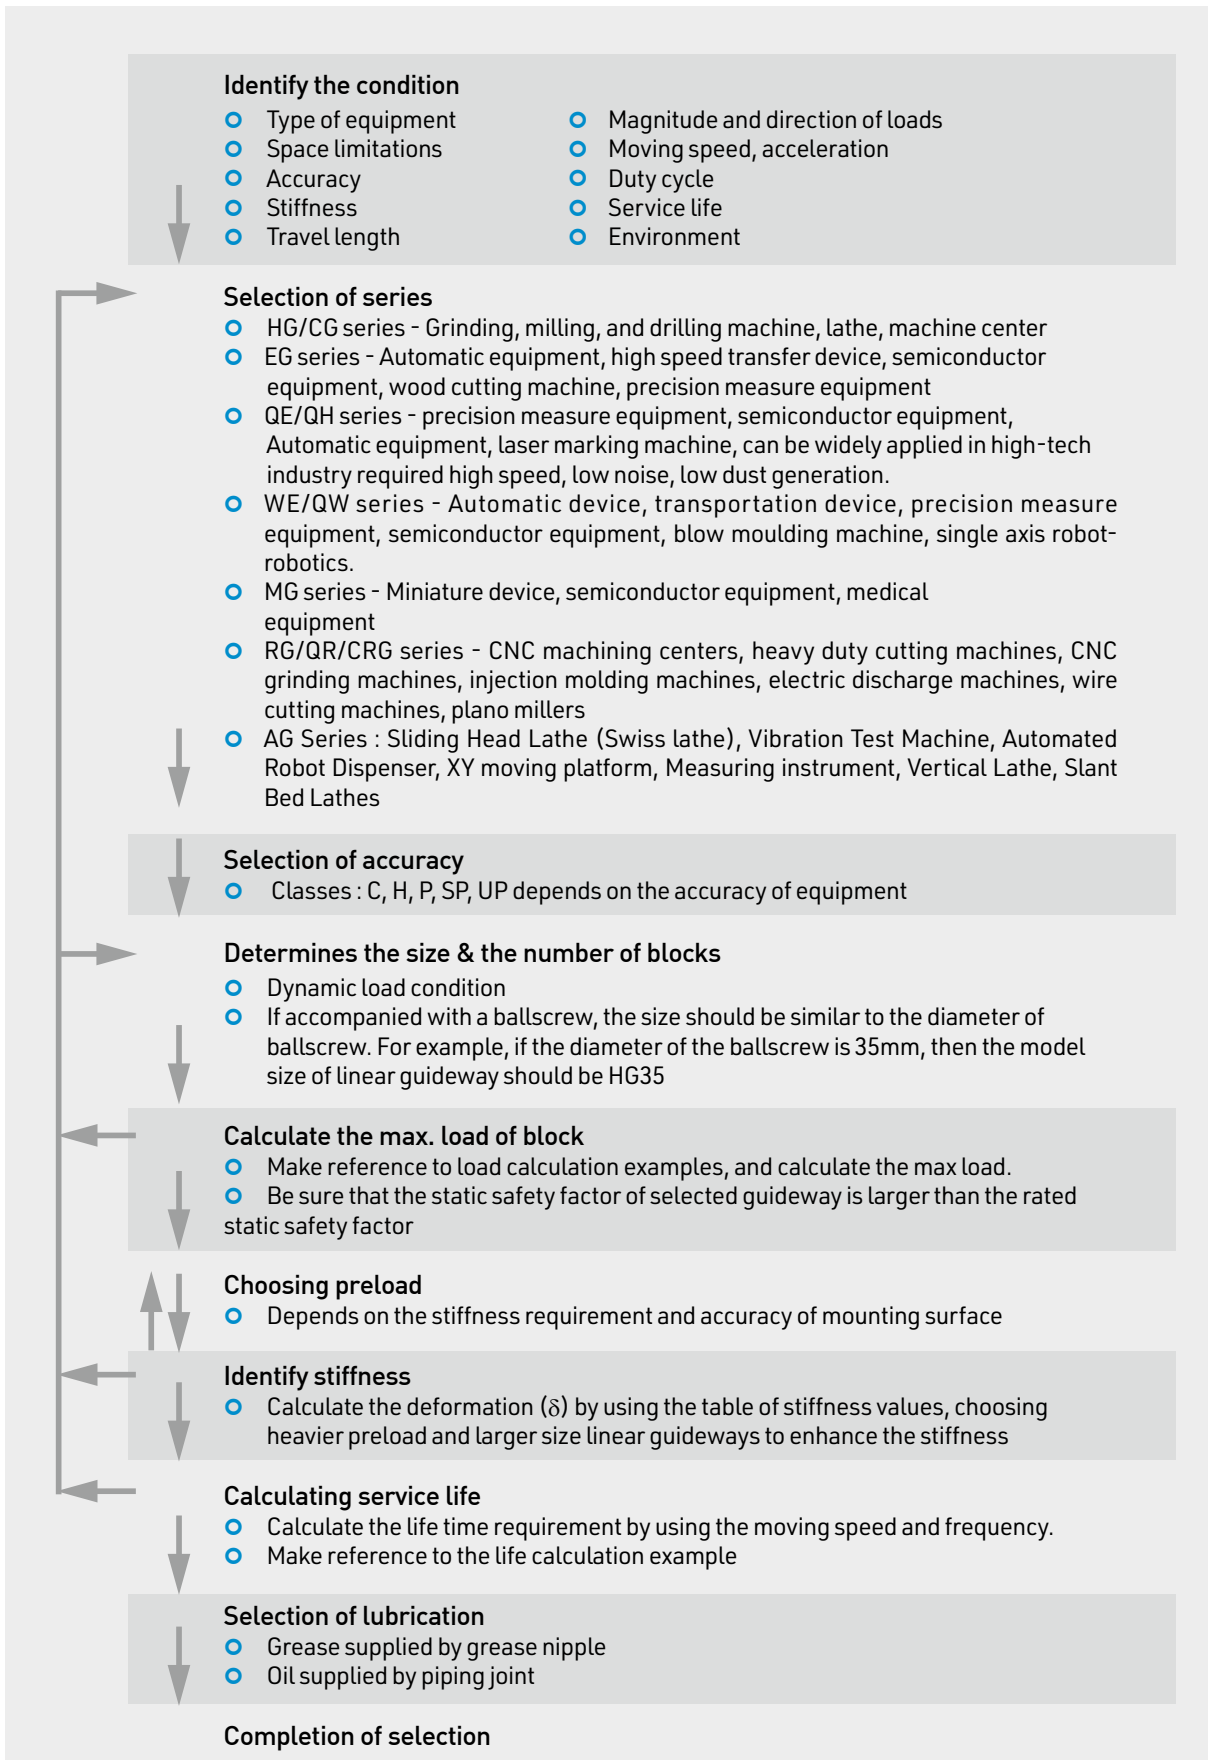 Identify the condition
Type of equipment
Space limitations
Accuracy
Stiffness
Travel length
Magnitude and direction of loads
Moving speed, acceleration
Duty cycle
Service life
Environment
Selection of series
HG/CG series - Grinding, milling, and drilling machine, lathe, machine center
EG series - Automatic equipment, high speed transfer device, semiconductor
equipment, wood cutting machine, precision measure equipment
QE/QH series - precision measure equipment, semiconductor equipment,
Automatic equipment, laser marking machine, can be widely applied in high-tech
industry required high speed, low noise, low dust generation.
WE/QW series - Automatic device, transportation device, precision measure
equipment, semiconductor equipment, blow moulding machine, single axis robot-
robotics.
MG series - Miniature device, semiconductor equipment, medical
equipment
RG/QR/CRG series - CNC machining centers, heavy duty cutting machines, CNC
grinding machines, injection molding machines, electric discharge machines, wire
cutting machines, plano millers
AG Series : Sliding Head Lathe (Swiss lathe), Vibration Test Machine, Automated
Robot Dispenser, XY moving platform, Measuring instrument, Vertical Lathe, Slant
Bed Lathes
Selection of accuracy
Classes : C, H, P, SP, UP depends on the accuracy of equipment
Determines the size & the number of blocks
Dynamic load condition
If accompanied with a ballscrew, the size should be similar to the diameter of
ballscrew. For example, if the diameter of the ballscrew is 35mm, then the model
size of linear guideway should be HG35
Calculate the max. load of block
Make reference to load calculation examples, and calculate the max load.
Be sure that the static safety factor of selected guideway is larger than the rated
static safety factor
Choosing preload
Depends on the stiffness requirement and accuracy of mounting surface
Identify stiffness
Calculate the deformation (δ) by using the table of stiffness values, choosing
heavier preload and larger size linear guideways to enhance the stiffness
Calculating service life
Calculate the life time requirement by using the moving speed and frequency.
Make reference to the life calculation example
Selection of lubrication
Grease supplied by grease nipple
Oil supplied by piping joint
Completion of selection